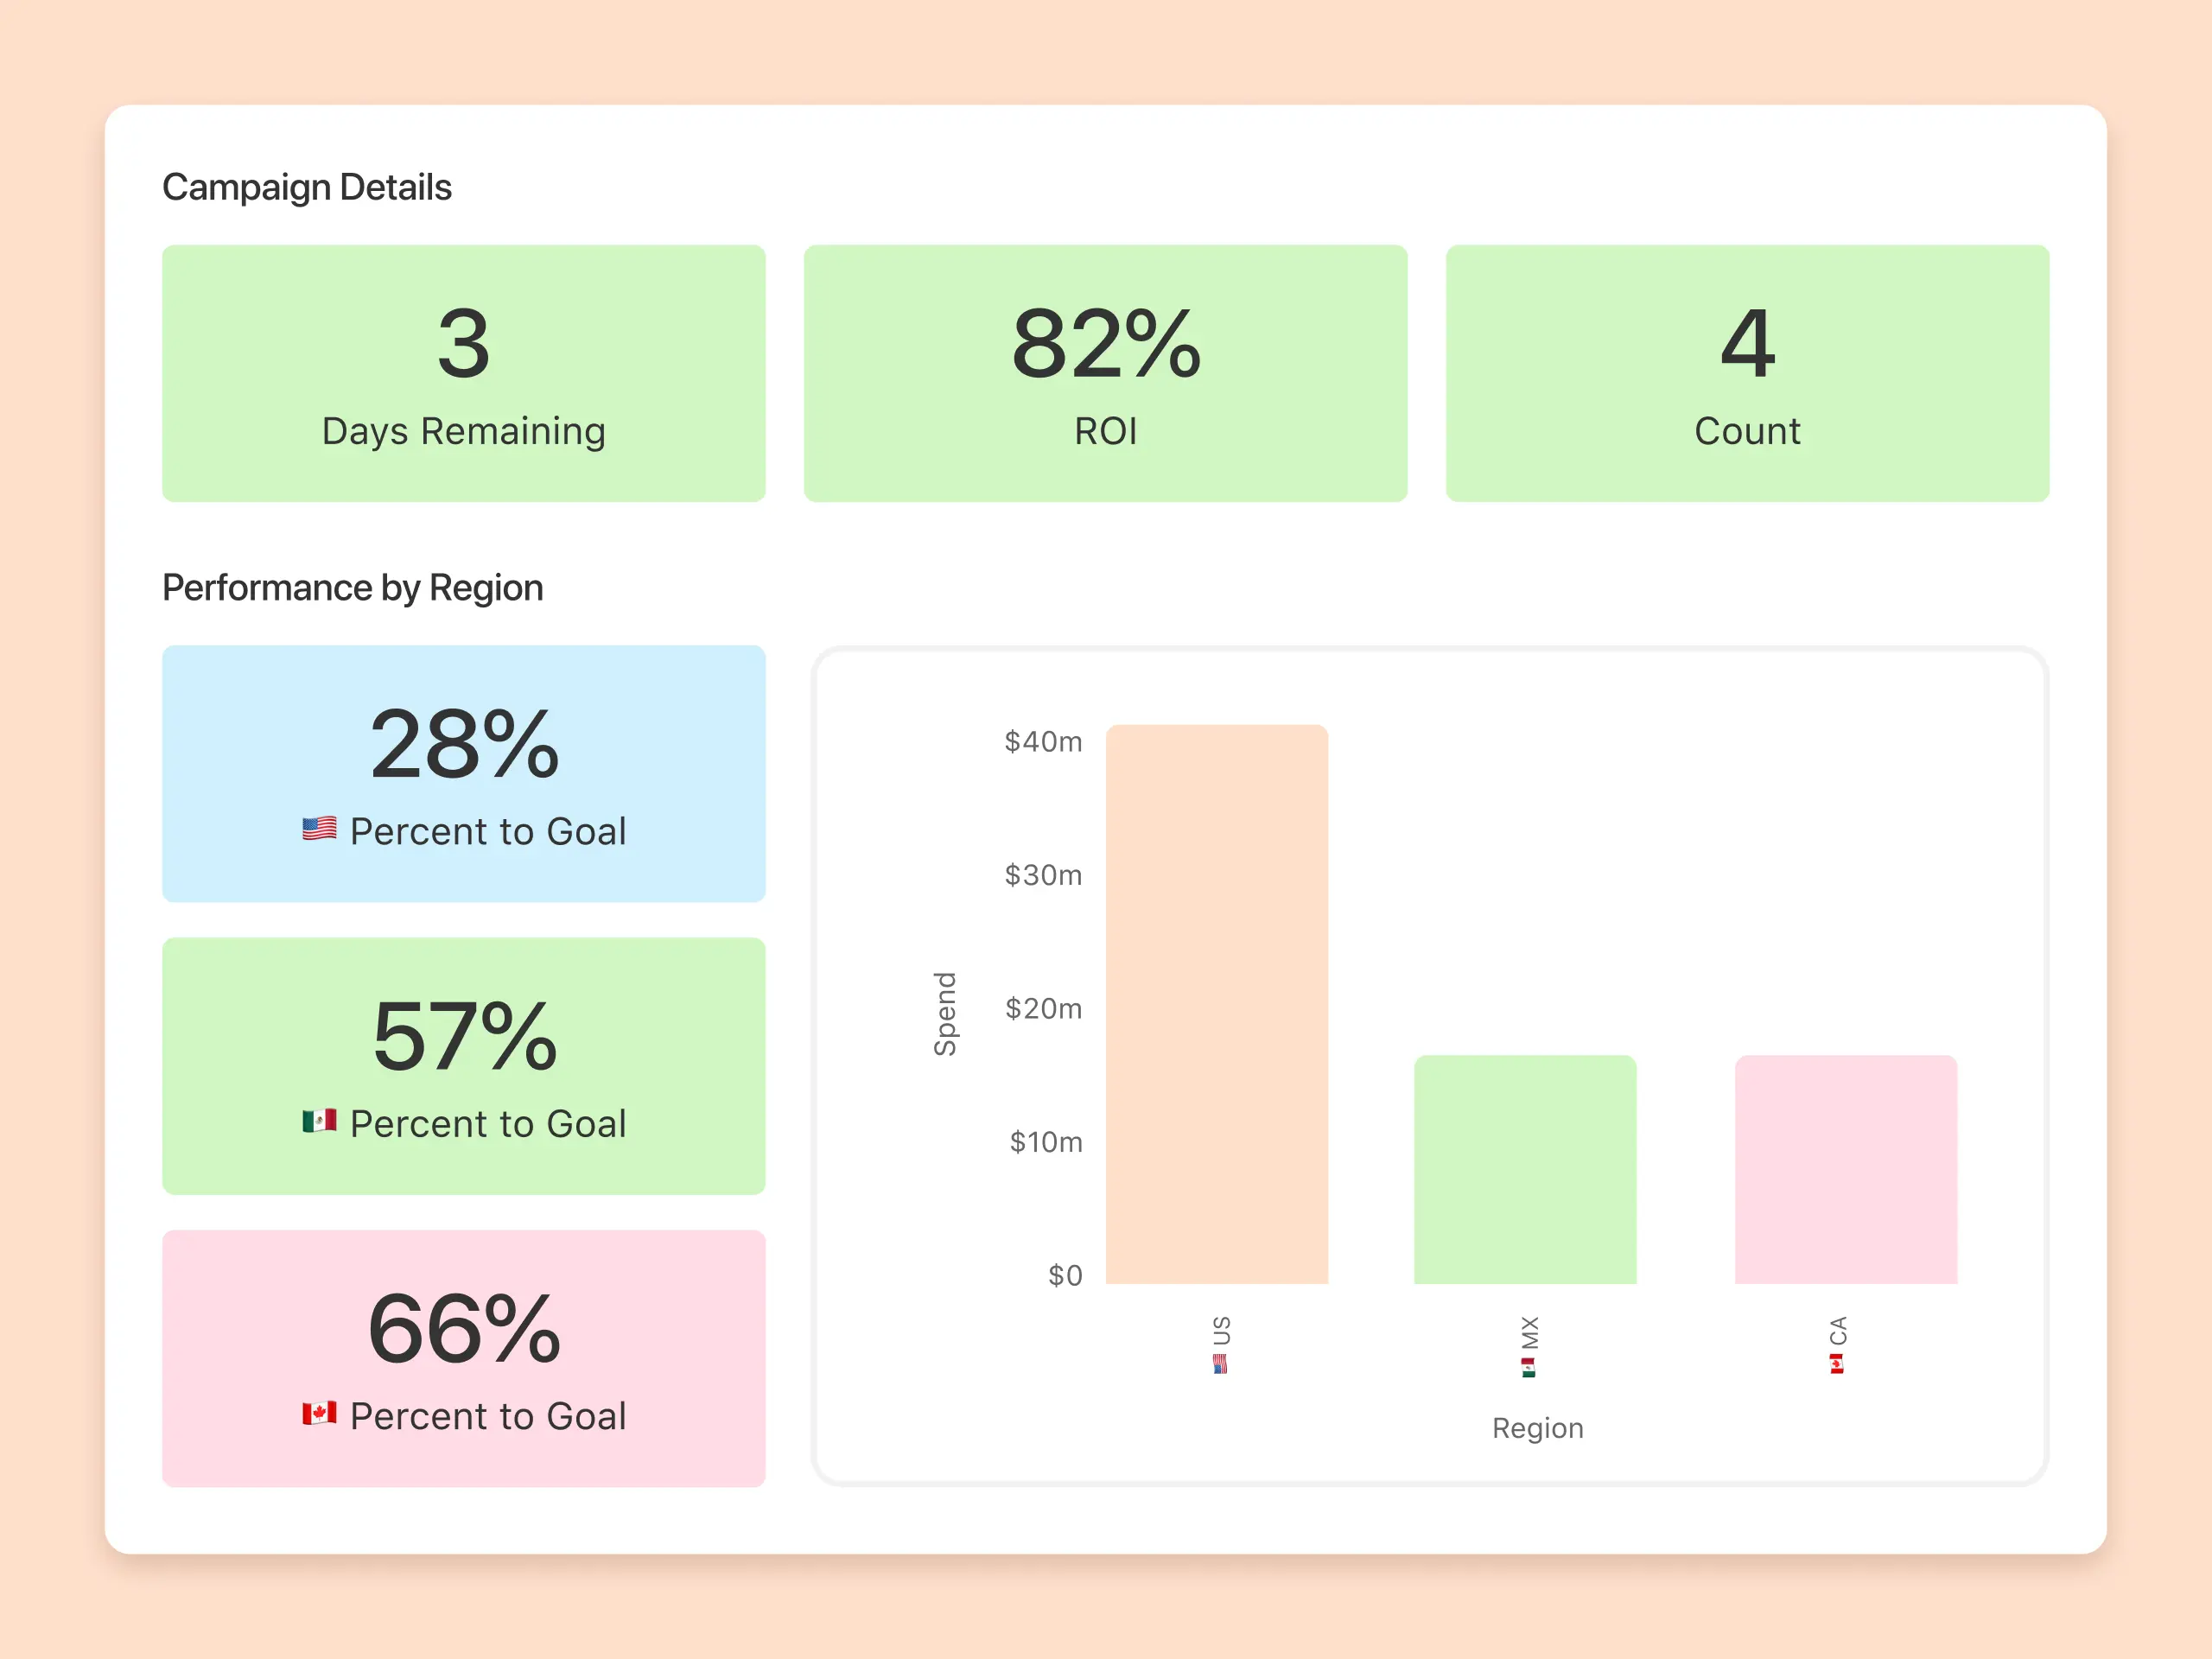 Campaign Details
3
Days Remaining
82%
ROI
4
Count
Performance by Region
28%
🇺🇸 Percent to Goal
57%
🇲🇽 Percent to Goal
66%
🇨🇦 Percent to Goal
Spend
$40m
$30m
$20m
$10m
$0
🇺🇸 US
🇲🇽 MX
🇨🇦 CA
Region